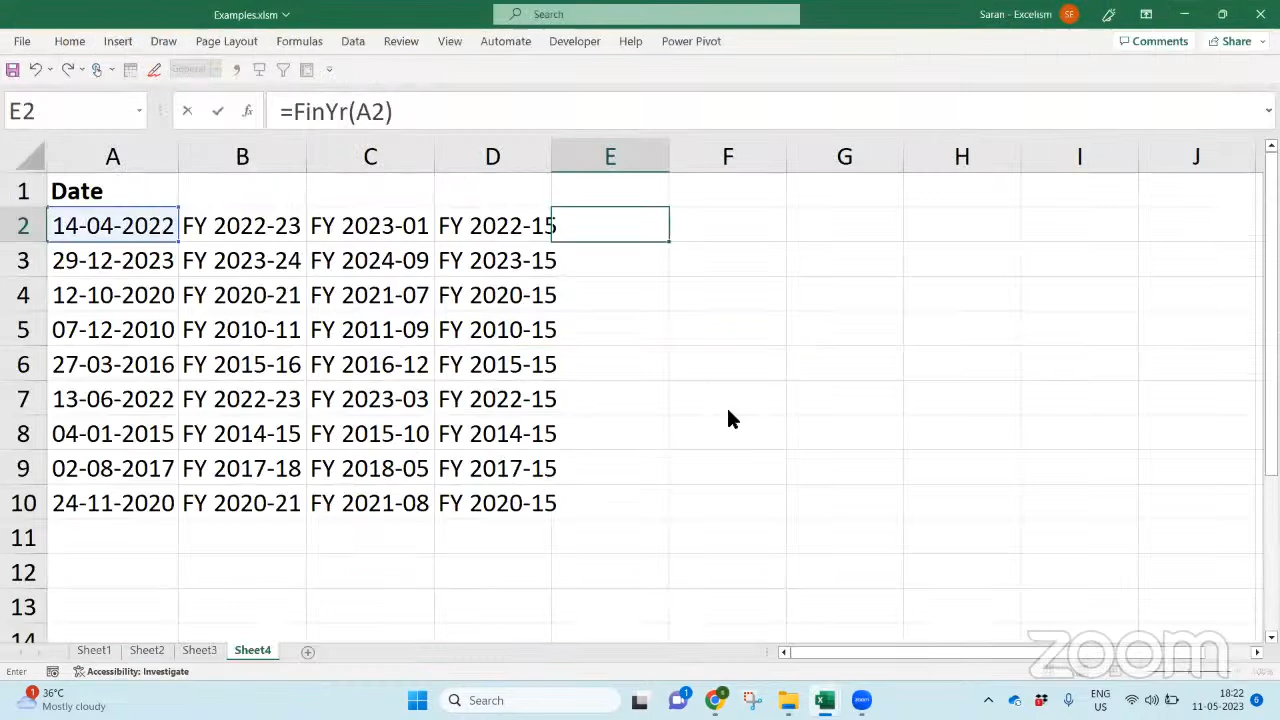 Examples.xlsm
Search
Saran - Excelism
SE
File Home Insert Draw Page Layout Formulas Data Review View Automate Developer Help Power Pivot
Comments
Share
General
E2
fx
=FinYr(A2)
A B C D E F G H I J
1 Date
2 14-04-2022 FY 2022-23 FY 2023-01 FY 2022-15
3 29-12-2023 FY 2023-24 FY 2024-09 FY 2023-15
4 12-10-2020 FY 2020-21 FY 2021-07 FY 2020-15
5 07-12-2010 FY 2010-11 FY 2011-09 FY 2010-15
6 27-03-2016 FY 2015-16 FY 2016-12 FY 2015-15
7 13-06-2022 FY 2022-23 FY 2023-03 FY 2022-15
8 04-01-2015 FY 2014-15 FY 2015-10 FY 2014-15
9 02-08-2017 FY 2017-18 FY 2018-05 FY 2017-15
10 24-11-2020 FY 2020-21 FY 2021-08 FY 2020-15
11
12
13
14
Sheet1 Sheet2 Sheet3 Sheet4
zoom
Enter
Accessibility: Investigate
1
36°C
Mostly cloudy
Search
1
6
zoom
ENG
US
18:22
11-05-2023
6